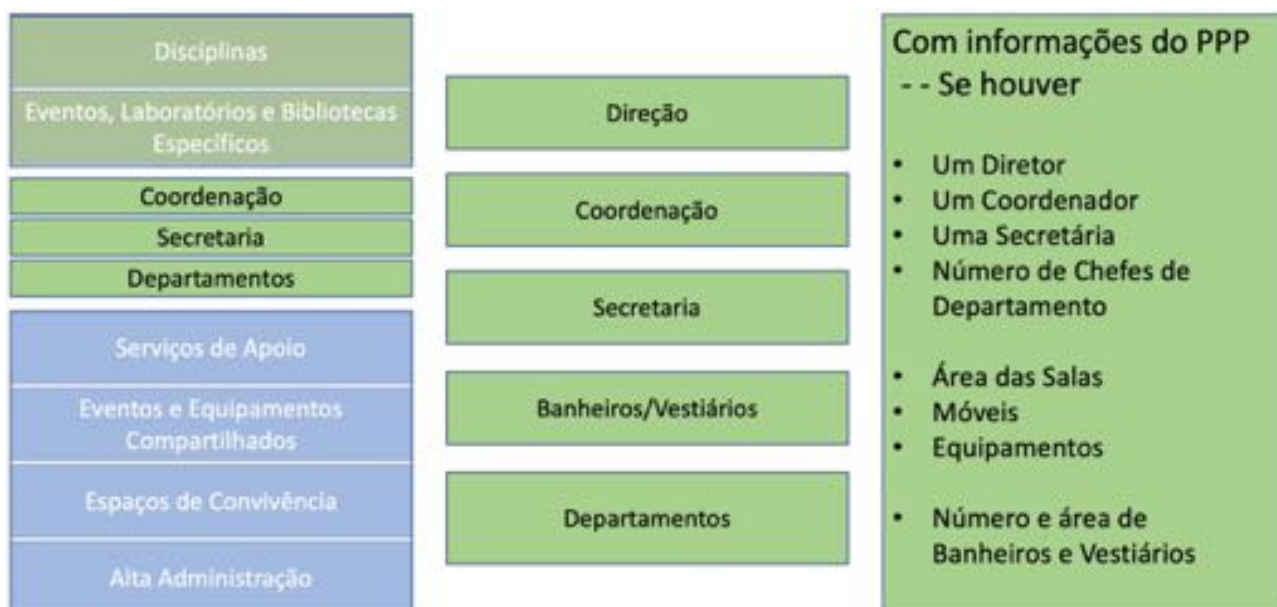 Disciplinas
Eventos, Laboratórios e Bibliotecas
Específicos
Coordenação
Secretaria
Departamentos
Serviços de Apoio
Eventos e Equipamentos
Compartilhados
Espaços de Convivência
Alta Administração
Direção
Coordenação
Secretaria
Banheiros/Vestiários
Departamentos
Com informações do PPP
- - Se houver
• Um Diretor
• Um Coordenador
• Uma Secretária
• Número de Chefes de
Departamento
• Área das Salas
• Móveis
• Equipamentos
• Número e área de
Banheiros e Vestiários